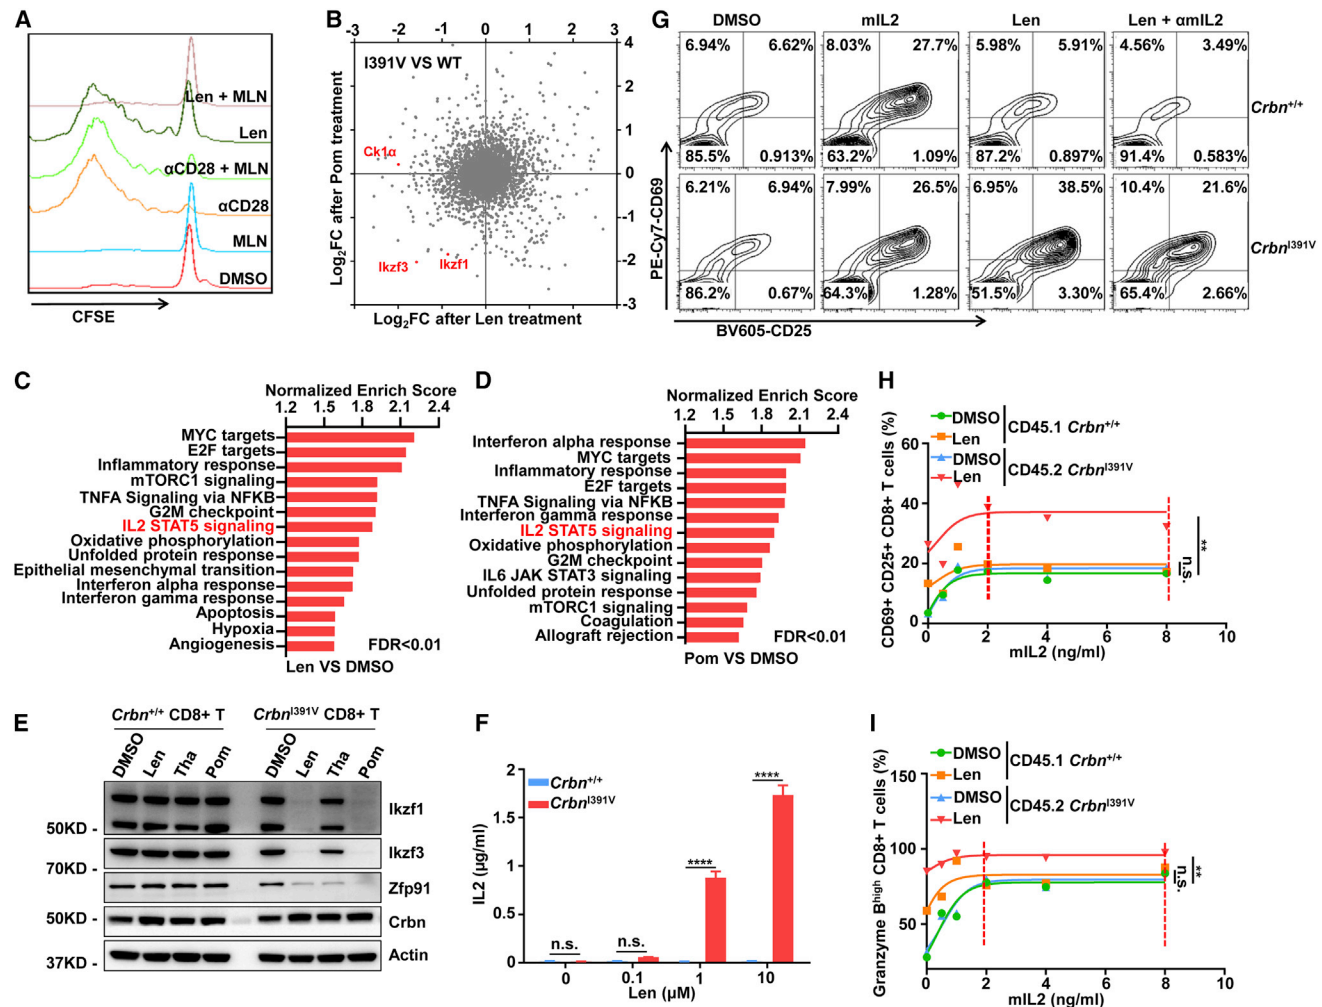 A
Len + MLN
Len
αCD28 + MLN
αCD28
MLN
DMSO
CFSE
B
-3 -2 -1 0 1 2 3
I391V VS WT
4
2
1
0
-1
-2
-3
Ck1α
Ikzf3
Ikzf1
Log2FC after Pom treatment
Log2FC after Len treatment
G
DMSO mIL2 Len Len + αmIL2
6.94% 6.62% 8.03% 27.7% 5.98% 5.91% 4.56% 3.49%
Crbn+/+
85.5% 0.913% 63.2% 1.09% 87.2% 0.897% 91.4% 0.583%
6.21% 6.94% 7.99% 26.5% 6.95% 38.5% 10.4% 21.6%
CrbnI391V
86.2% 0.67% 64.3% 1.28% 51.5% 3.30% 65.4% 2.66%
PE-Cy7-CD69
BV605-CD25
C
Normalized Enrich Score
1.2 1.5 1.8 2.1 2.4
MYC targets
E2F targets
Inflammatory response
mTORC1 signaling
TNFA Signaling via NFKB
G2M checkpoint
IL2 STAT5 signaling
Oxidative phosphorylation
Unfolded protein response
Epithelial mesenchymal transition
Interferon alpha response
Interferon gamma response
Apoptosis
Hypoxia
Angiogenesis
FDR<0.01
Len VS DMSO
D
Normalized Enrich Score
1.2 1.5 1.8 2.1 2.4
Interferon alpha response
MYC targets
Inflammatory response
E2F targets
TNFA Signaling via NFKB
Interferon gamma response
IL2 STAT5 signaling
Oxidative phosphorylation
G2M checkpoint
IL6 JAK STAT3 signaling
Unfolded protein response
mTORC1 signaling
Coagulation
Allograft rejection
FDR<0.01
Pom VS DMSO
H
DMSO
Len
CD45.1 Crbn+/+
DMSO
Len
CD45.2 CrbnI391V
CD69+ CD25+ CD8+ T cells (%)
60
40
20
0
**
n.s.
0 2 4 6 8 10
mIL2 (ng/ml)
E
Crbn+/+ CD8+ T CrbnI391V CD8+ T
DMSO Len Tha Pom DMSO Len Tha Pom
Ikzf1
50KD -
Ikzf3
70KD -
Zfp91
50KD - Crbn
Actin
37KD -
F
Crbn+/+
CrbnI391V
IL2 (µg/ml)
2
1.5
1
0.5
0
n.s. n.s. **** ****
0 0.1 1 10
Len (µM)
I
DMSO
Len
CD45.1 Crbn+/+
DMSO
Len
CD45.2 CrbnI391V
Granzyme Bhigh CD8+ T cells (%)
150
100
50
**
n.s.
0 2 4 6 8 10
mIL2 (ng/ml)